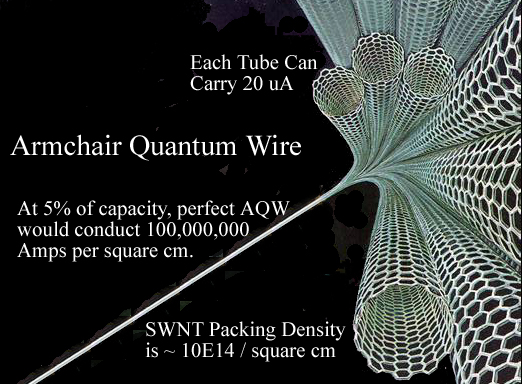 Each Tube Can
Carry 20 uA
Armchair Quantum Wire
At 5% of capacity, perfect AQW
would conduct 100,000,000
Amps per square cm.
SWNT Packing Density
is ~ 10E14 / square cm